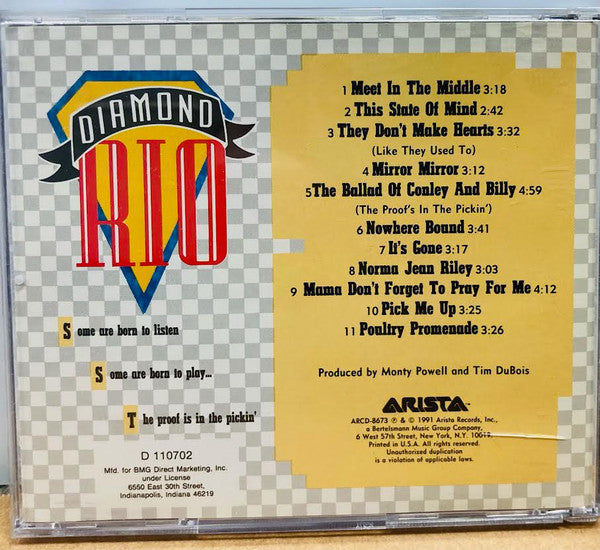 DIAMOND
RIO
Some are born to listen
Some are born to play...
The proof is in the pickin'
D 110702
Mfd. for BMG Direct Marketing, Inc.
under License
6550 East 30th Street,
Indianapolis, Indiana 46219
1 Meet In The Middle 3:18
2 This State Of Mind 2:42
3 They Don't Make Hearts 3:32
(Like They Used To)
4 Mirror Mirror 3:12
5 The Ballad Of Conley And Billy 4:59
(The Proof's In The Pickin')
6 Nowhere Bound 3:41
7 It's Gone 3:17
8 Norma Jean Riley 3:03
9 Mama Don't Forget To Pray For Me 4:12
10 Pick Me Up 3:25
11 Poultry Promenade 3:26
Produced by Monty Powell and Tim DuBois
ARISTA
ARCD-8673 ℗ & © 1991 Arista Records, Inc.,
a Bertelsmann Music Group Company,
6 West 57th Street, New York, N.Y. 10019.
Printed in U.S.A. All rights reserved.
Unauthorized duplication
is a violation of applicable laws.